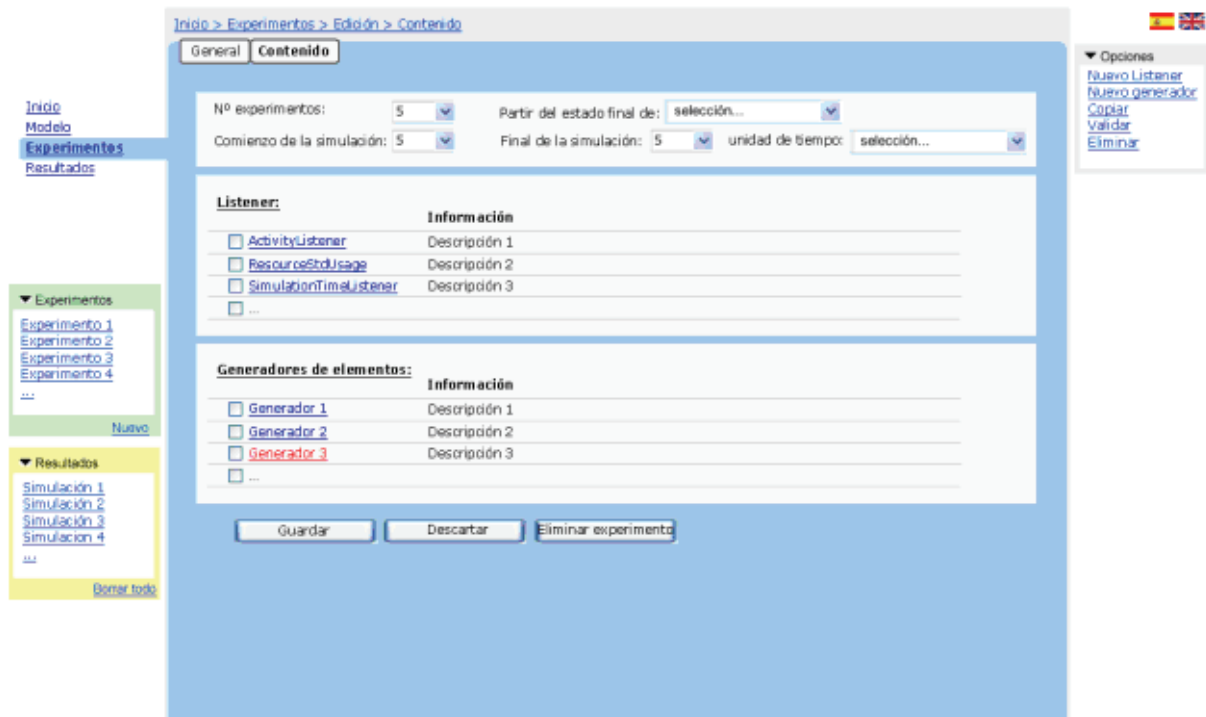 Inicio > Experimentos > Edición > Contenido
General Contenido
Inicio
Modelo
Experimentos
Resultados
Nº experimentos: 5 Partir del estado final de: selección...
Comienzo de la simulación: 5 Final de la simulación: 5 unidad de tiempo: selección...
Listener:
Información
ActivityListener Descripción 1
ResourceStdUsage Descripción 2
SimulationTimeListener Descripción 3
...
Generadores de elementos:
Información
Generador 1 Descripción 1
Generador 2 Descripción 2
Generador 3 Descripción 3
...
Guardar Descartar Eliminar experimento
Experimentos
Experimento 1
Experimento 2
Experimento 3
Experimento 4
...
Nuevo
Resultados
Simulación 1
Simulación 2
Simulación 3
Simulacion 4
...
Borrar todo
Opciones
Nuevo Listener
Nuevo generador
Copiar
Validar
Eliminar